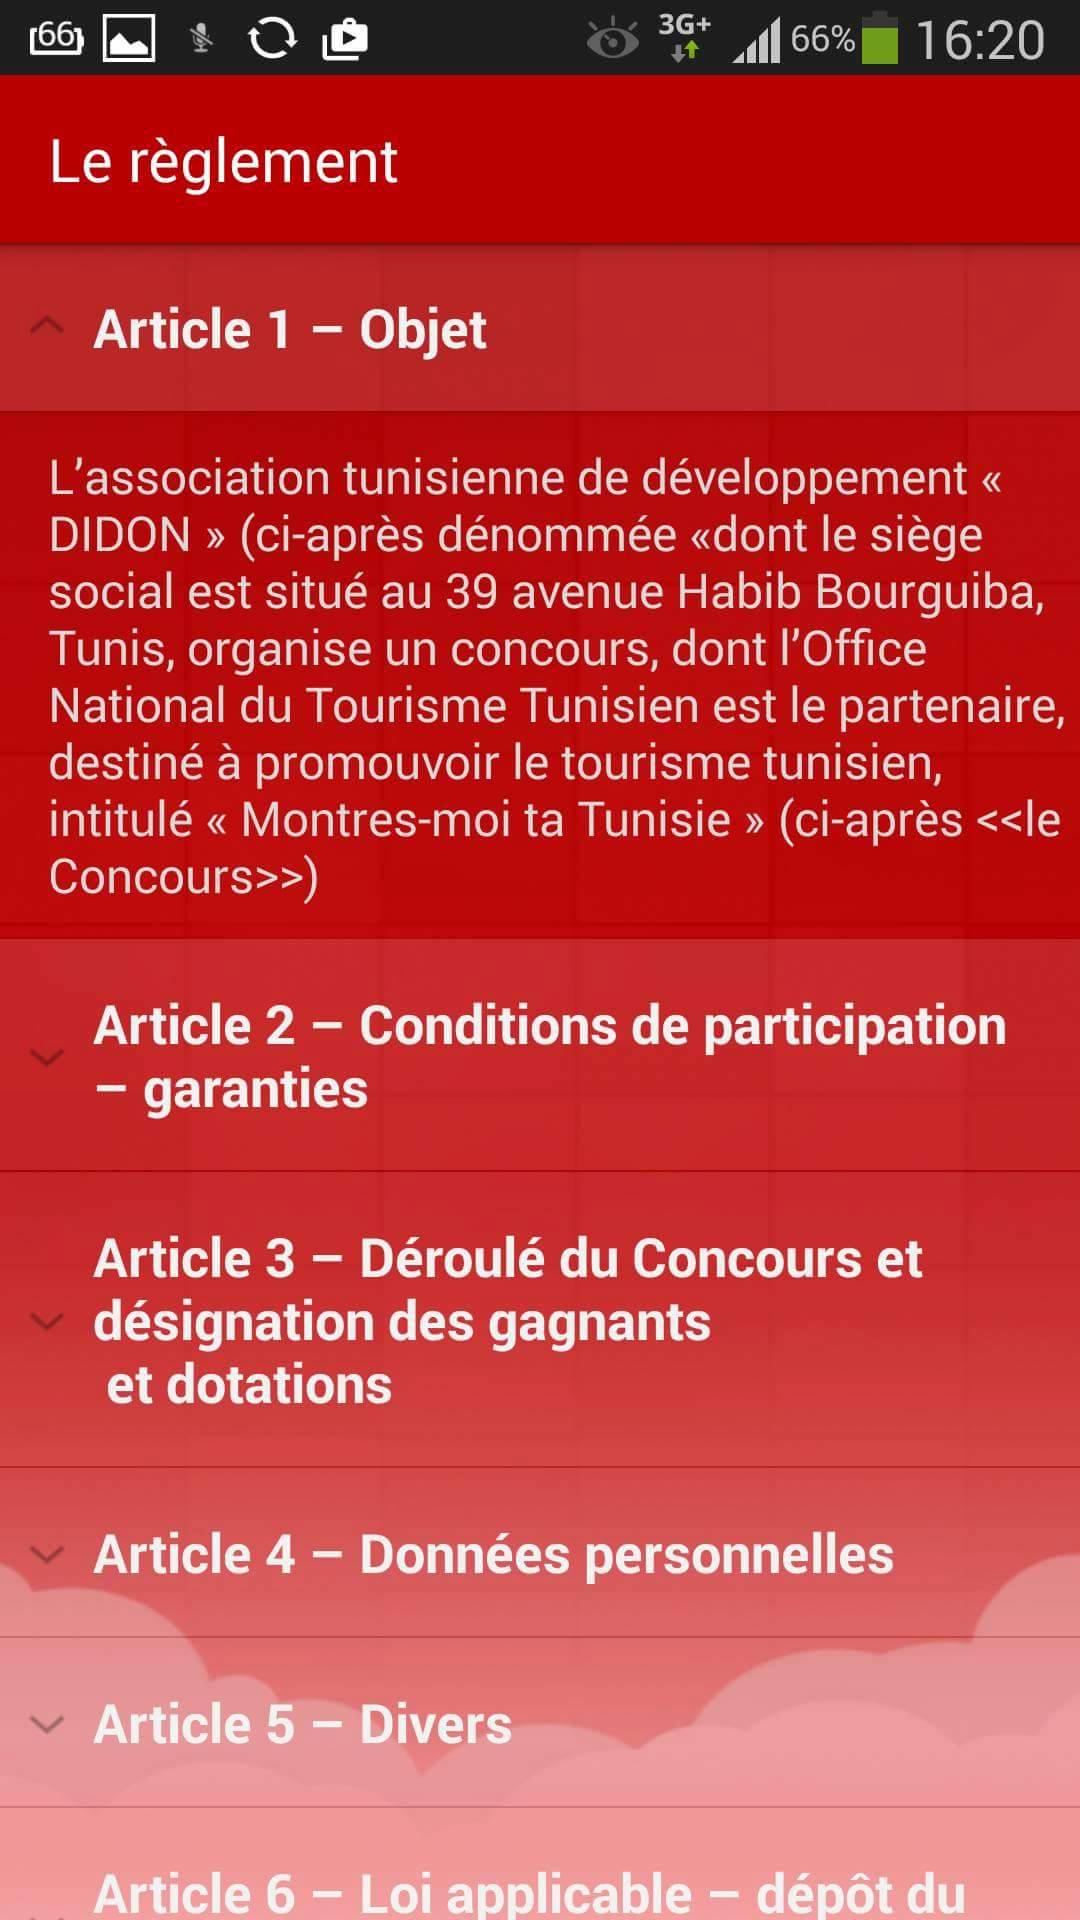 66 3G+ 66% 16:20
Le règlement
Article 1 – Objet
L’association tunisienne de développement «
DIDON » (ci-après dénommée «dont le siège
social est situé au 39 avenue Habib Bourguiba,
Tunis, organise un concours, dont l’Office
National du Tourisme Tunisien est le partenaire,
destiné à promouvoir le tourisme tunisien,
intitulé « Montres-moi ta Tunisie » (ci-après <<le
Concours>>)
Article 2 – Conditions de participation
– garanties
Article 3 – Déroulé du Concours et
désignation des gagnants
et dotations
Article 4 – Données personnelles
Article 5 – Divers
Article 6 – Loi applicable – dépôt du